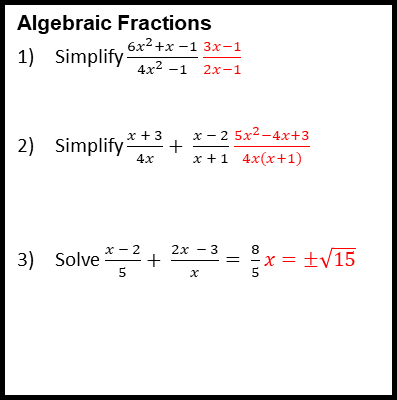 Algebraic Fractions
1) Simplify \frac{6x^2+x-1}{4x^2-1} \frac{3x-1}{2x-1}
2) Simplify \frac{x+3}{4x} + \frac{x-2}{x+1} \frac{5x^2-4x+3}{4x(x+1)}
3) Solve \frac{x-2}{5} + \frac{2x-3}{x} = \frac{8}{5} x = ±\sqrt{15}